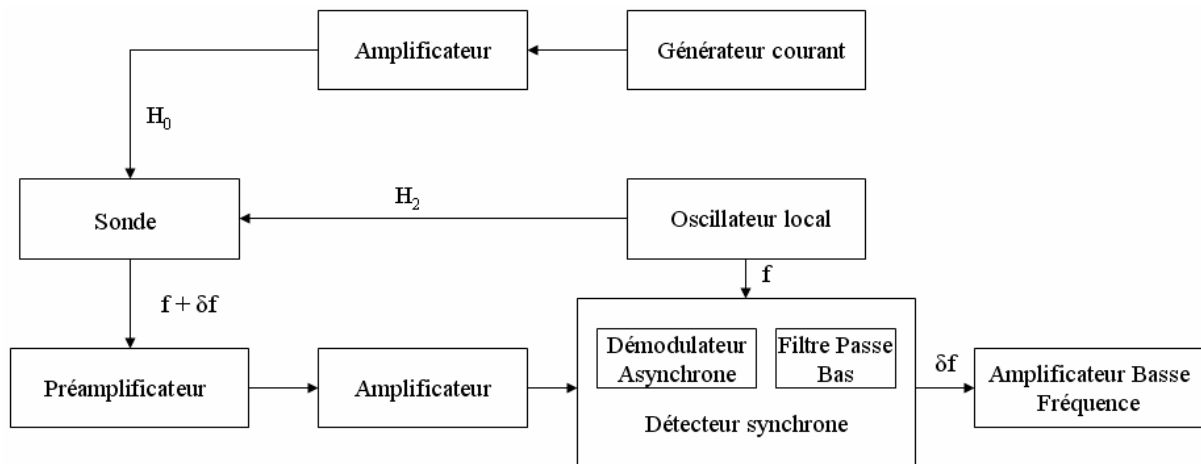 Amplificateur
Générateur courant
H₀
Sonde
H₂
Oscillateur local
f
f + δf
Préamplificateur
Amplificateur
Démodulateur
Asynchrone
Filtre Passe
Bas
Détecteur synchrone
δf
Amplificateur Basse
Fréquence